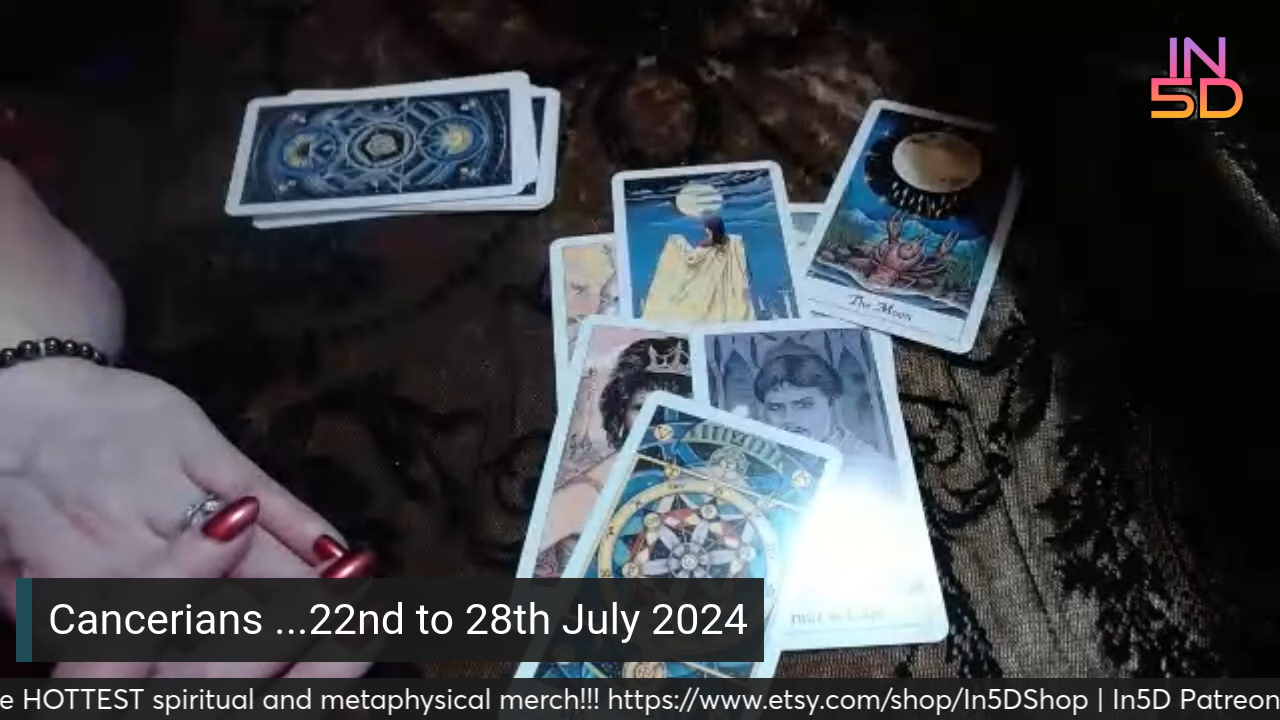 IN
5D
The Moon
Cancerians ...22nd to 28th July 2024
e HOTTEST spiritual and metaphysical merch!!! https://www.etsy.com/shop/In5DShop | In5D Patreon